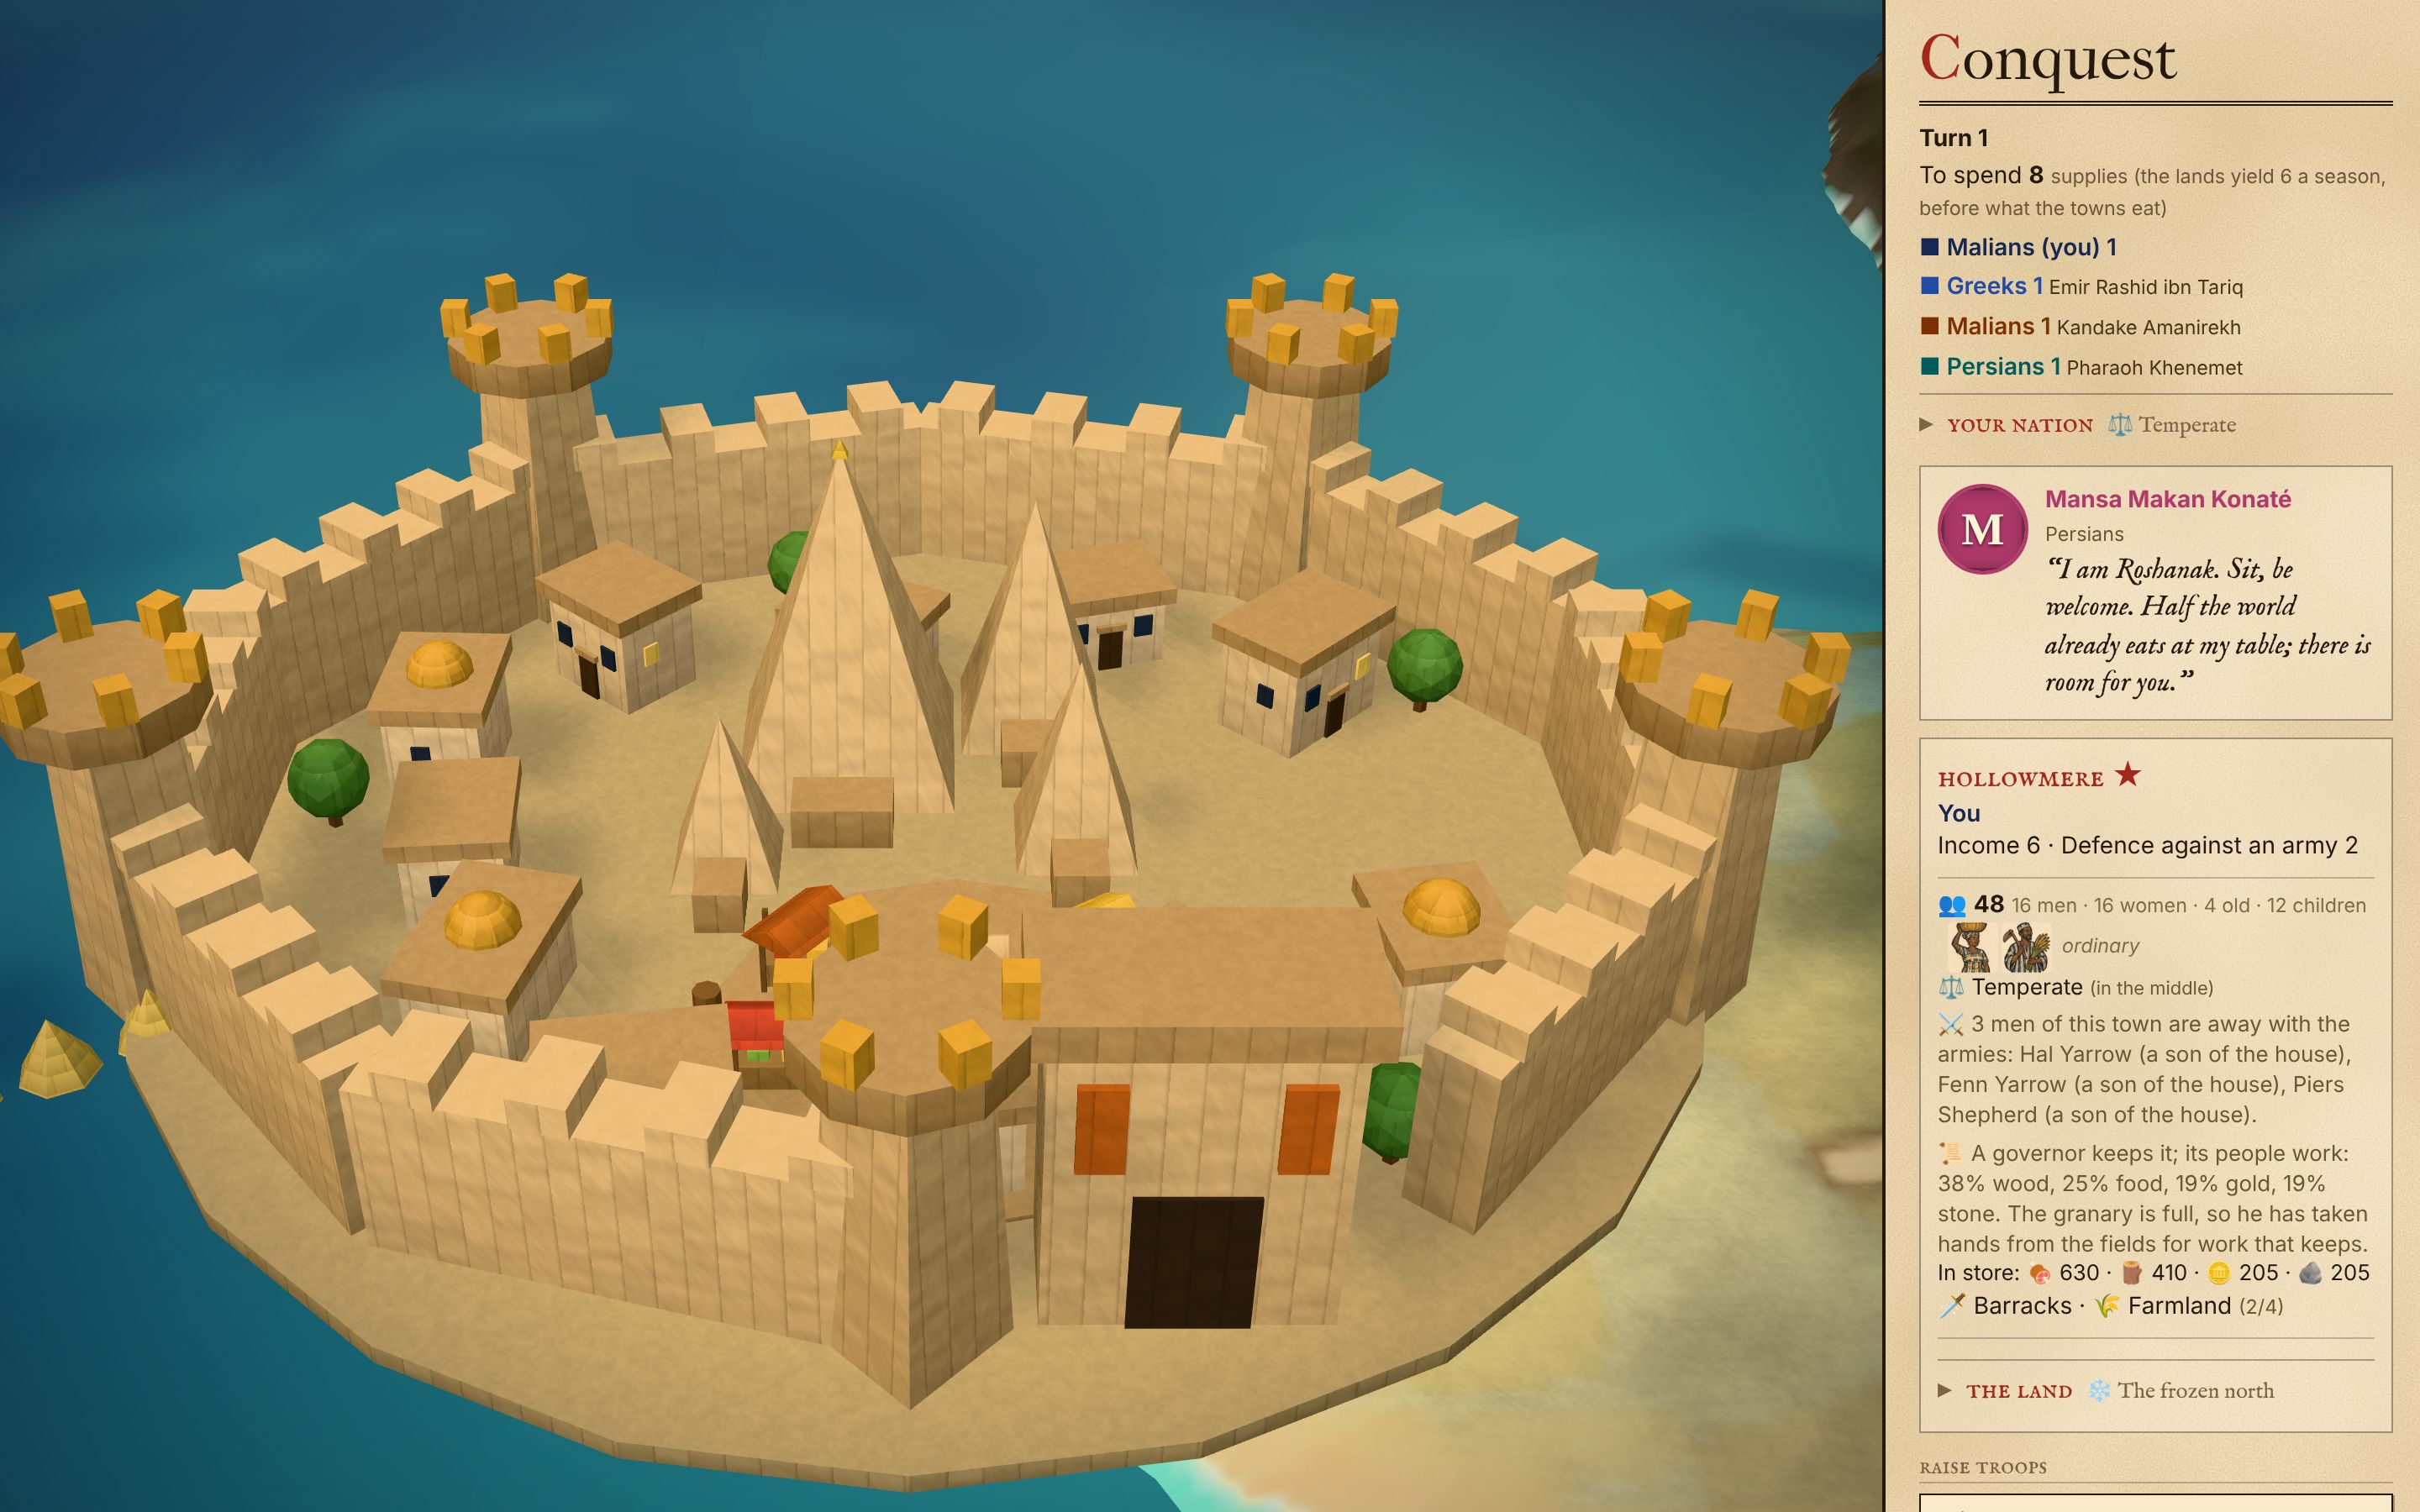 Conquest
Turn 1
To spend 8 supplies (the lands yield 6 a season,
before what the towns eat)
Malians (you) 1
Greeks 1 Emir Rashid ibn Tariq
Malians 1 Kandake Amanirekh
Persians 1 Pharaoh Khenemet
▶ YOUR NATION ⚖️ Temperate
M
Mansa Makan Konaté
Persians
“I am Roshanak. Sit, be
welcome. Half the world
already eats at my table; there is
room for you.”
HOLLOWMERE ★
You
Income 6 · Defence against an army 2
👥 48 16 men · 16 women · 4 old · 12 children
ordinary
⚖️ Temperate (in the middle)
⚔️ 3 men of this town are away with the
armies: Hal Yarrow (a son of the house),
Fenn Yarrow (a son of the house), Piers
Shepherd (a son of the house).
📜 A governor keeps it; its people work:
38% wood, 25% food, 19% gold, 19%
stone. The granary is full, so he has taken
hands from the fields for work that keeps.
In store: 🍖 630 · 🪵 410 · 🪙 205 · 🪨 205
🗡️ Barracks · 🌾 Farmland (2/4)
▶ THE LAND ❄️ The frozen north
RAISE TROOPS